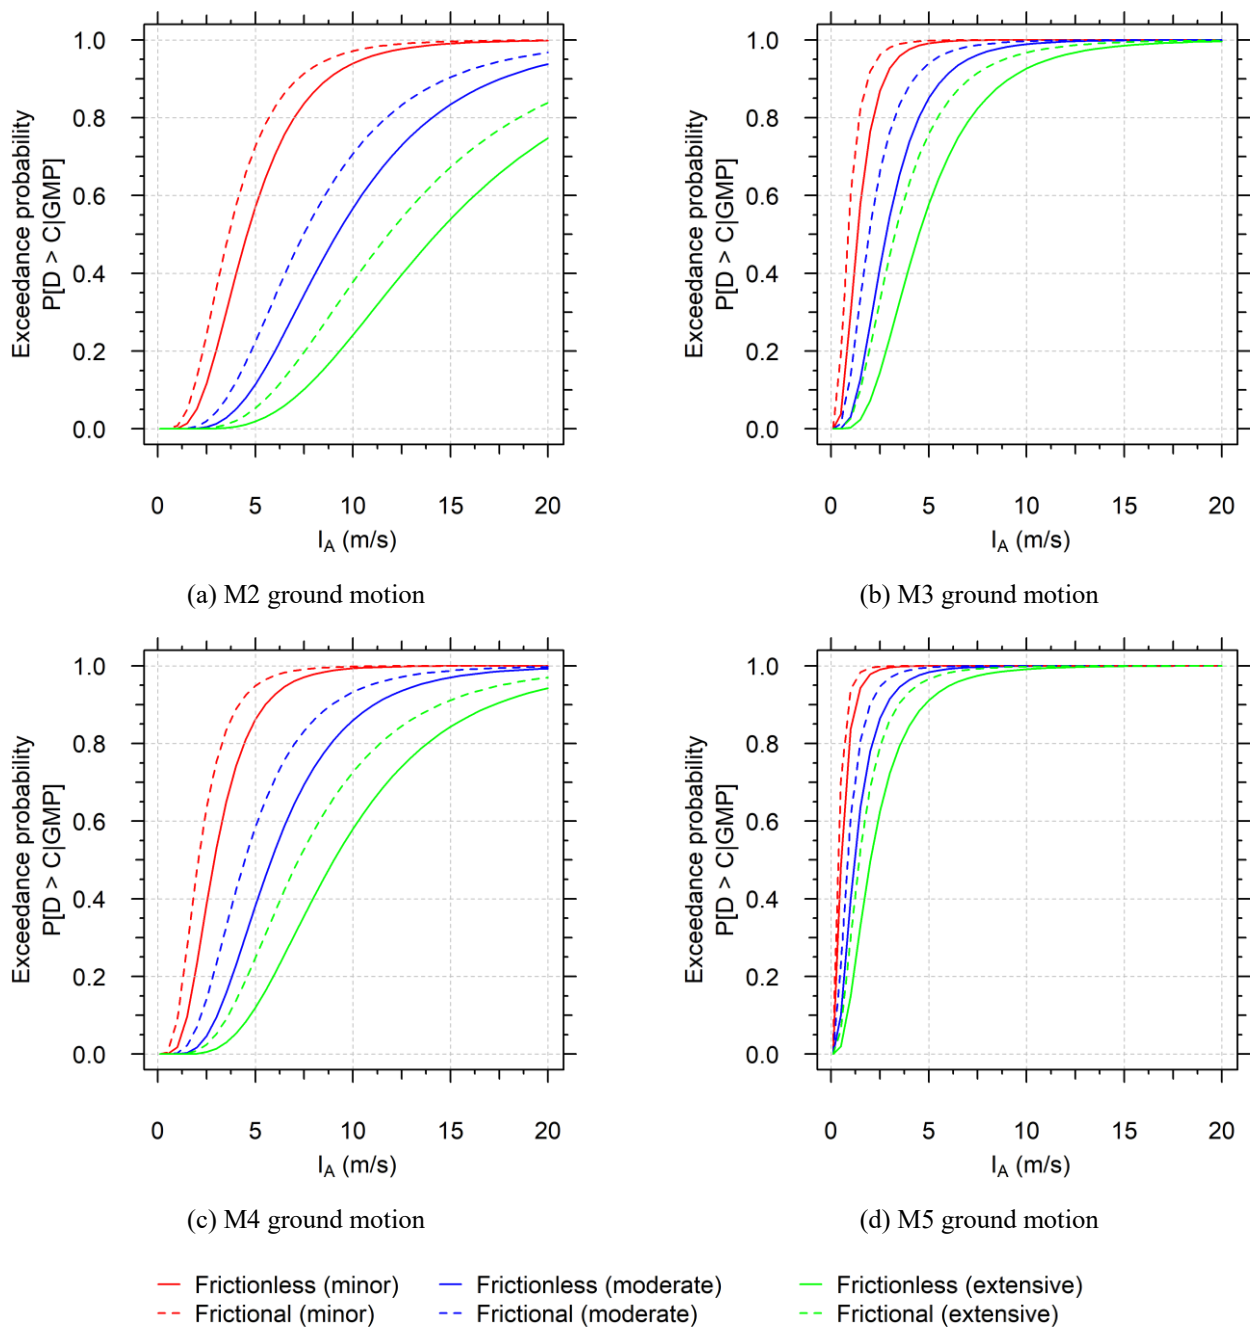 Exceedance probability
P[D > C|GMP]
1.0
0.8
0.6
0.4
0.2
0.0
0 5 10 15 20
I_A (m/s)
(a) M2 ground motion
Exceedance probability
P[D > C|GMP]
1.0
0.8
0.6
0.4
0.2
0.0
0 5 10 15 20
I_A (m/s)
(b) M3 ground motion
Exceedance probability
P[D > C|GMP]
1.0
0.8
0.6
0.4
0.2
0.0
0 5 10 15 20
I_A (m/s)
(c) M4 ground motion
Exceedance probability
P[D > C|GMP]
1.0
0.8
0.6
0.4
0.2
0.0
0 5 10 15 20
I_A (m/s)
(d) M5 ground motion
Frictionless (minor)
Frictional (minor)
Frictionless (moderate)
Frictional (moderate)
Frictionless (extensive)
Frictional (extensive)